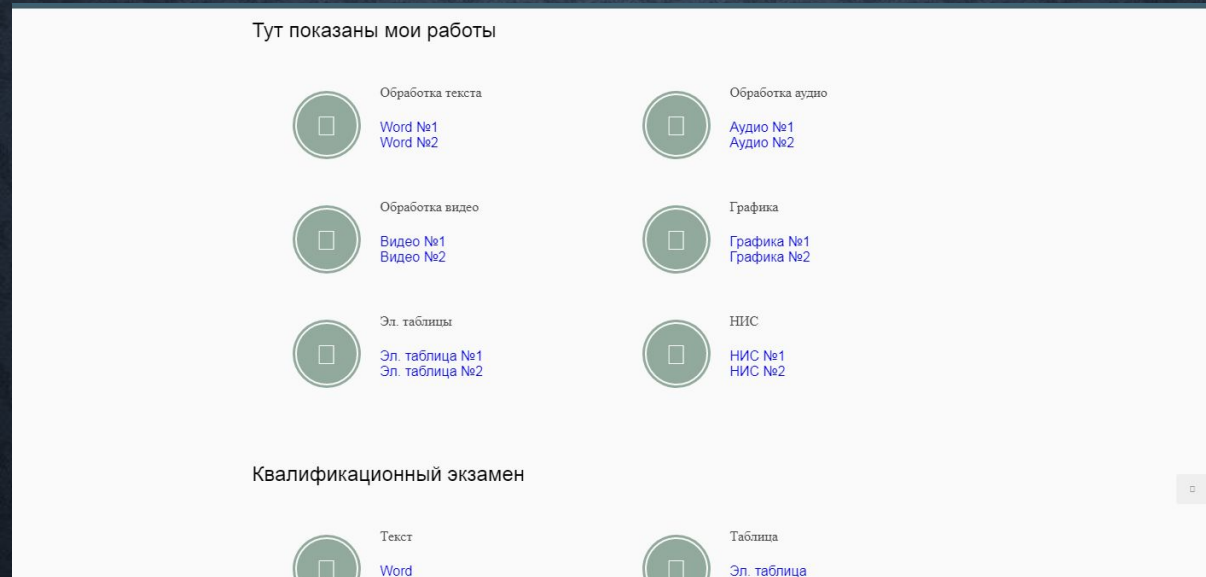 Тут показаны мои работы
Обработка текста
Word №1
Word №2
Обработка аудио
Аудио №1
Аудио №2
Обработка видео
Видео №1
Видео №2
Графика
Графика №1
Графика №2
Эл. таблицы
Эл. таблица №1
Эл. таблица №2
НИС
НИС №1
НИС №2
Квалификационный экзамен
Текст
Word
Таблица
Эл. таблица